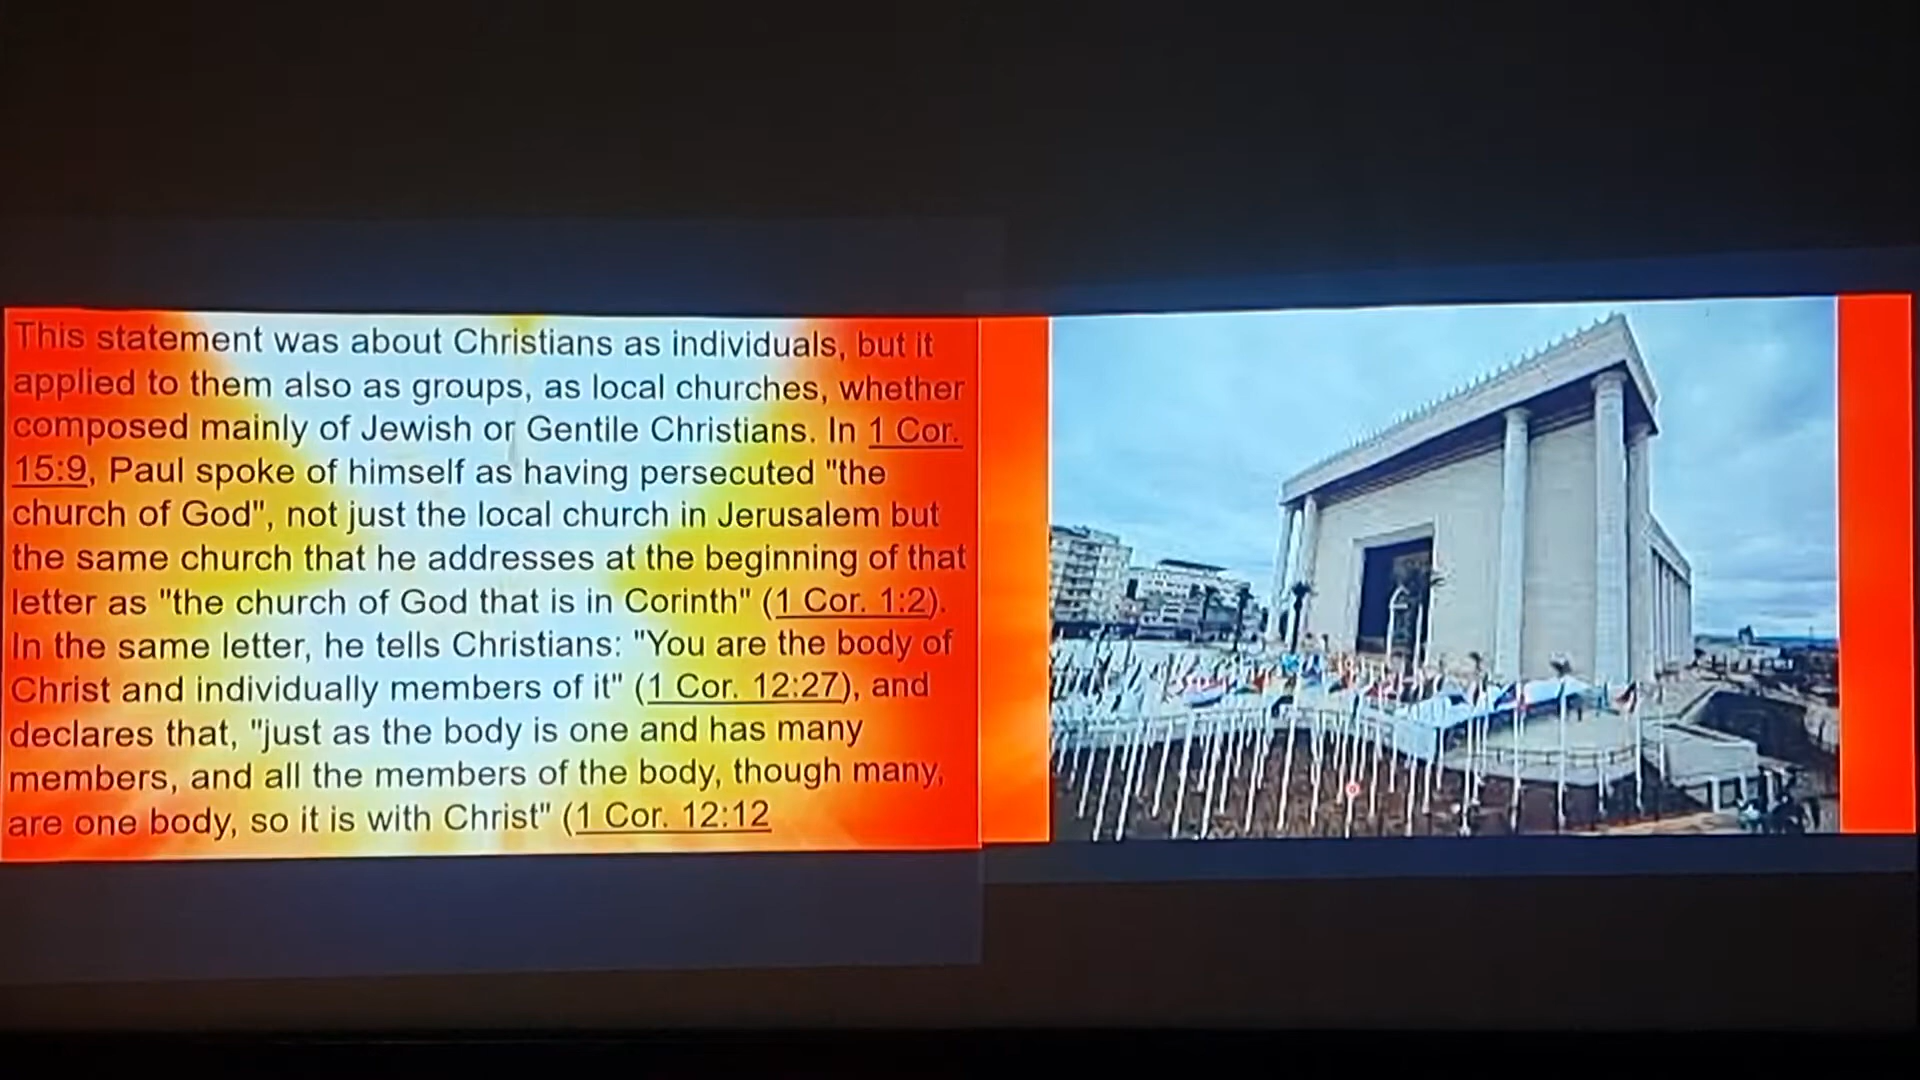 This statement was about Christians as individuals, but it
applied to them also as groups, as local churches, whether
composed mainly of Jewish or Gentile Christians. In 1 Cor.
15:9, Paul spoke of himself as having persecuted "the
church of God", not just the local church in Jerusalem but
the same church that he addresses at the beginning of that
letter as "the church of God that is in Corinth" (1 Cor. 1:2).
In the same letter, he tells Christians: "You are the body of
Christ and individually members of it" (1 Cor. 12:27), and
declares that, "just as the body is one and has many
members, and all the members of the body, though many,
are one body, so it is with Christ" (1 Cor. 12:12